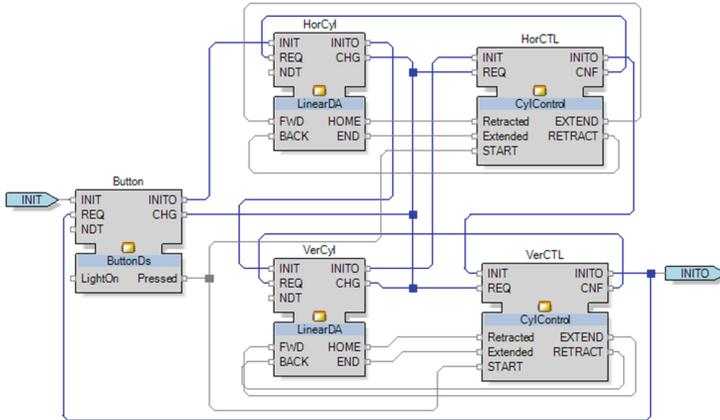 HorCyl
INIT INITO
REQ CHG
NDT
LinearDA
FWD HOME
BACK END
HorCTL
INIT INITO
REQ CNF
CylControl
Retracted EXTEND
Extended RETRACT
START
INIT
Button
INIT INITO
REQ CHG
NDT
ButtonDs
LightOn Pressed
VerCyl
INIT INITO
REQ CHG
NDT
LinearDA
FWD HOME
BACK END
VerCTL
INIT INITO
REQ CNF
CylControl
Retracted EXTEND
Extended RETRACT
START
INITO